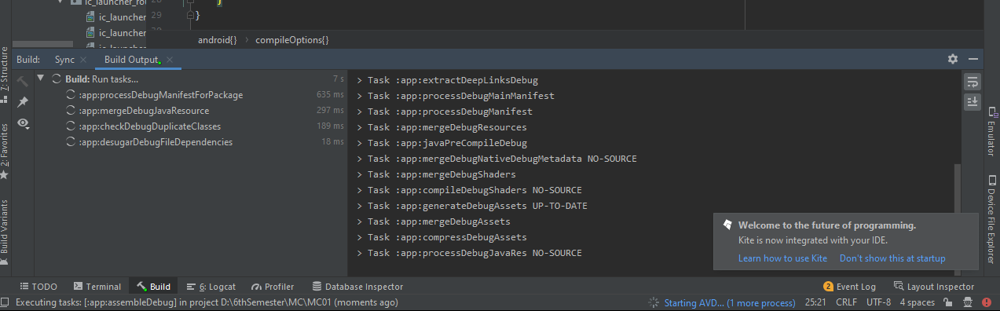 ic_launcher_rou
ic_launcher
ic_launcher
ic_launcher
29
}
android{} › compileOptions{}
Build: Sync × Build Output ×
Build: Run tasks... 7 s
:app:processDebugManifestForPackage 635 ms
:app:mergeDebugJavaResource 297 ms
:app:checkDebugDuplicateClasses 189 ms
:app:desugarDebugFileDependencies 18 ms
> Task :app:extractDeepLinksDebug
> Task :app:processDebugMainManifest
> Task :app:processDebugManifest
> Task :app:mergeDebugResources
> Task :app:javaPreCompileDebug
> Task :app:mergeDebugNativeDebugMetadata NO-SOURCE
> Task :app:mergeDebugShaders
> Task :app:compileDebugShaders NO-SOURCE
> Task :app:generateDebugAssets UP-TO-DATE
> Task :app:mergeDebugAssets
> Task :app:compressDebugAssets
> Task :app:processDebugJavaRes NO-SOURCE
Welcome to the future of programming.
Kite is now integrated with your IDE.
Learn how to use Kite Don't show this at startup
7: Structure
2: Favorites
Build Variants
Emulator
Device File Explorer
TODO Terminal Build 6: Logcat Profiler Database Inspector 2 Event Log Layout Inspector
Executing tasks: [:app:assembleDebug] in project D:\6thSemester\MC\MC01 (moments ago) Starting AVD... (1 more process) 25:21 CRLF UTF-8 4 spaces